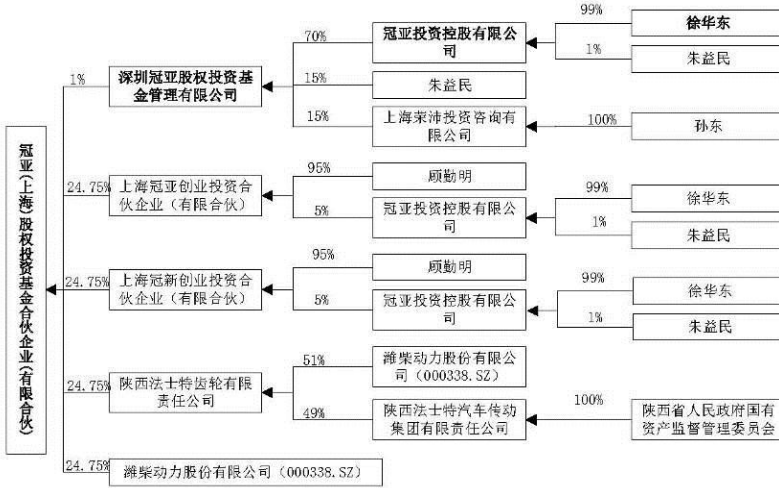 冠亚(上海)股权投资基金合伙企业(有限合伙)
1%
深圳冠亚股权投资基
金管理有限公司
70%
冠亚投资控股有限公
司
99%
徐华东
1%
朱益民
15%
朱益民
15%
上海荣沛投资咨询有
限公司
100%
孙东
24.75%
上海冠亚创业投资合
伙企业（有限合伙）
95%
顾勤明
5%
冠亚投资控股有限公
司
99%
徐华东
1%
朱益民
24.75%
上海冠新创业投资合
伙企业（有限合伙）
95%
顾勤明
5%
冠亚投资控股有限公
司
99%
徐华东
1%
朱益民
24.75%
陕西法士特齿轮有限
责任公司
51%
潍柴动力股份有限公
司（000338.SZ）
49%
陕西法士特汽车传动
集团有限责任公司
100%
陕西省人民政府国有
资产监督管理委员会
24.75%
潍柴动力股份有限公司（000338.SZ）